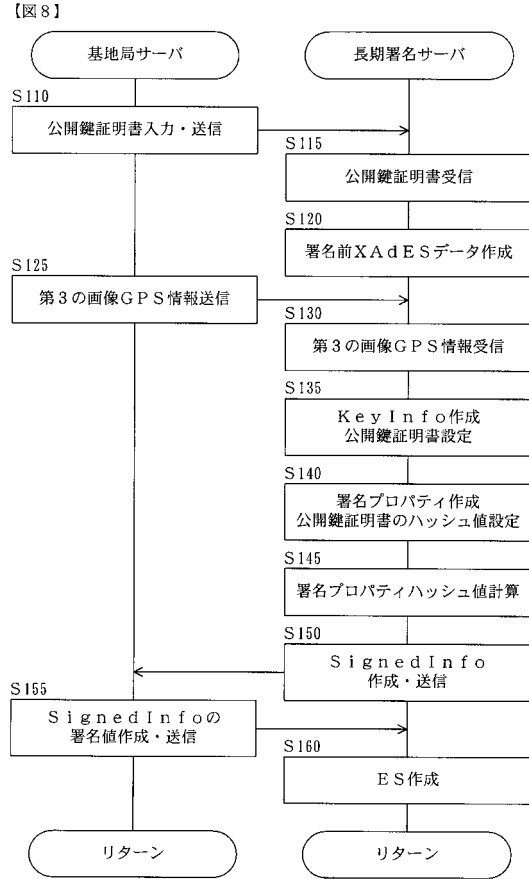 【図８】
基地局サーバ
長期署名サーバ
Ｓ１１０
公開鍵証明書入力・送信
Ｓ１１５
公開鍵証明書受信
Ｓ１２０
署名前ＸＡｄＥＳデータ作成
Ｓ１２５
第３の画像ＧＰＳ情報送信
Ｓ１３０
第３の画像ＧＰＳ情報受信
Ｓ１３５
ＫｅｙＩｎｆｏ作成
公開鍵証明書設定
Ｓ１４０
署名プロパティ作成
公開鍵証明書のハッシュ値設定
Ｓ１４５
署名プロパティハッシュ値計算
Ｓ１５０
ＳｉｇｎｅｄＩｎｆｏ
作成・送信
Ｓ１５５
ＳｉｇｎｅｄＩｎｆｏの
署名値作成・送信
Ｓ１６０
ＥＳ作成
リターン
リターン